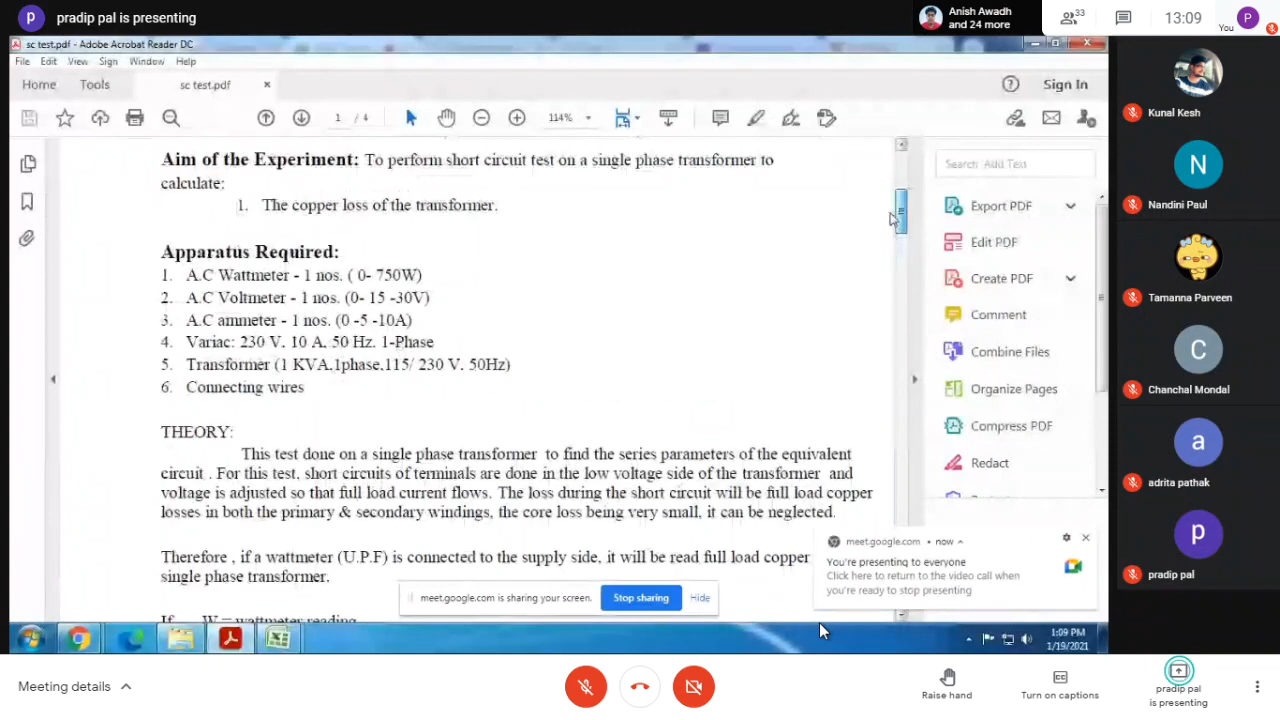 p pradip pal is presenting
Anish Awadh
and 24 more
33
13:09
You
P
sc test.pdf - Adobe Acrobat Reader DC
File Edit View Sign Window Help
Home Tools sc test.pdf ×
Sign In
1 / 4
114%
Aim of the Experiment: To perform short circuit test on a single phase transformer to
calculate:
1. The copper loss of the transformer.
Apparatus Required:
1. A.C Wattmeter - 1 nos. ( 0- 750W)
2. A.C Voltmeter - 1 nos. (0- 15 -30V)
3. A.C ammeter - 1 nos. (0 -5 -10A)
4. Variac: 230 V. 10 A. 50 Hz. 1-Phase
5. Transformer (1 KVA.1phase.115/ 230 V. 50Hz)
6. Connecting wires
THEORY:
This test done on a single phase transformer to find the series parameters of the equivalent
circuit . For this test, short circuits of terminals are done in the low voltage side of the transformer and
voltage is adjusted so that full load current flows. The loss during the short circuit will be full load copper
losses in both the primary & secondary windings, the core loss being very small, it can be neglected.
Therefore , if a wattmeter (U.P.F) is connected to the supply side, it will be read full load copper
single phase transformer.
If W = wattmeter reading
Search 'Add Text'
Export PDF
Edit PDF
Create PDF
Comment
Combine Files
Organize Pages
Compress PDF
Redact
meet.google.com • now
You're presenting to everyone
Click here to return to the video call when
you're ready to stop presenting
meet.google.com is sharing your screen. Stop sharing Hide
1:09 PM
1/19/2021
Kunal Kesh
N
Nandini Paul
Tamanna Parveen
C
Chanchal Mondal
a
adrita pathak
p
pradip pal
Meeting details
Raise hand
Turn on captions
pradip pal
is presenting